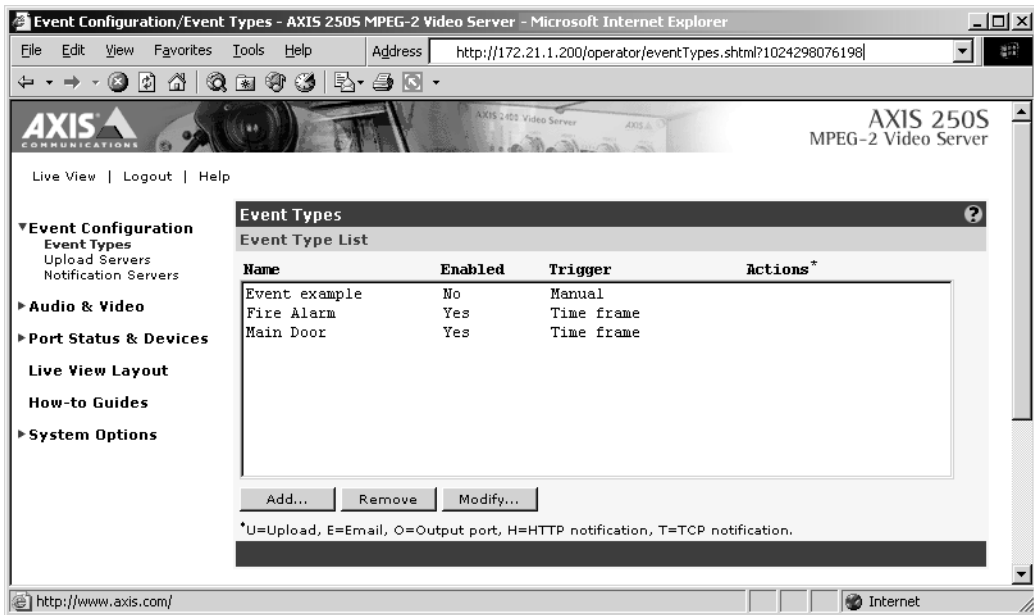 Event Configuration/Event Types - AXIS 250S MPEG-2 Video Server - Microsoft Internet Explorer
File Edit View Favorites Tools Help Address http://172.21.1.200/operator/eventTypes.shtml?1024298076198
AXIS COMMUNICATIONS
AXIS 2400 Video Server
AXIS 250S
MPEG-2 Video Server
Live View | Logout | Help
Event Configuration
Event Types
Upload Servers
Notification Servers
Audio & Video
Port Status & Devices
Live View Layout
How-to Guides
System Options
Event Types ?
Event Type List
Name Enabled Trigger Actions*
Event example No Manual
Fire Alarm Yes Time frame
Main Door Yes Time frame
Add... Remove Modify...
*U=Upload, E=Email, O=Output port, H=HTTP notification, T=TCP notification.
http://www.axis.com/ Internet